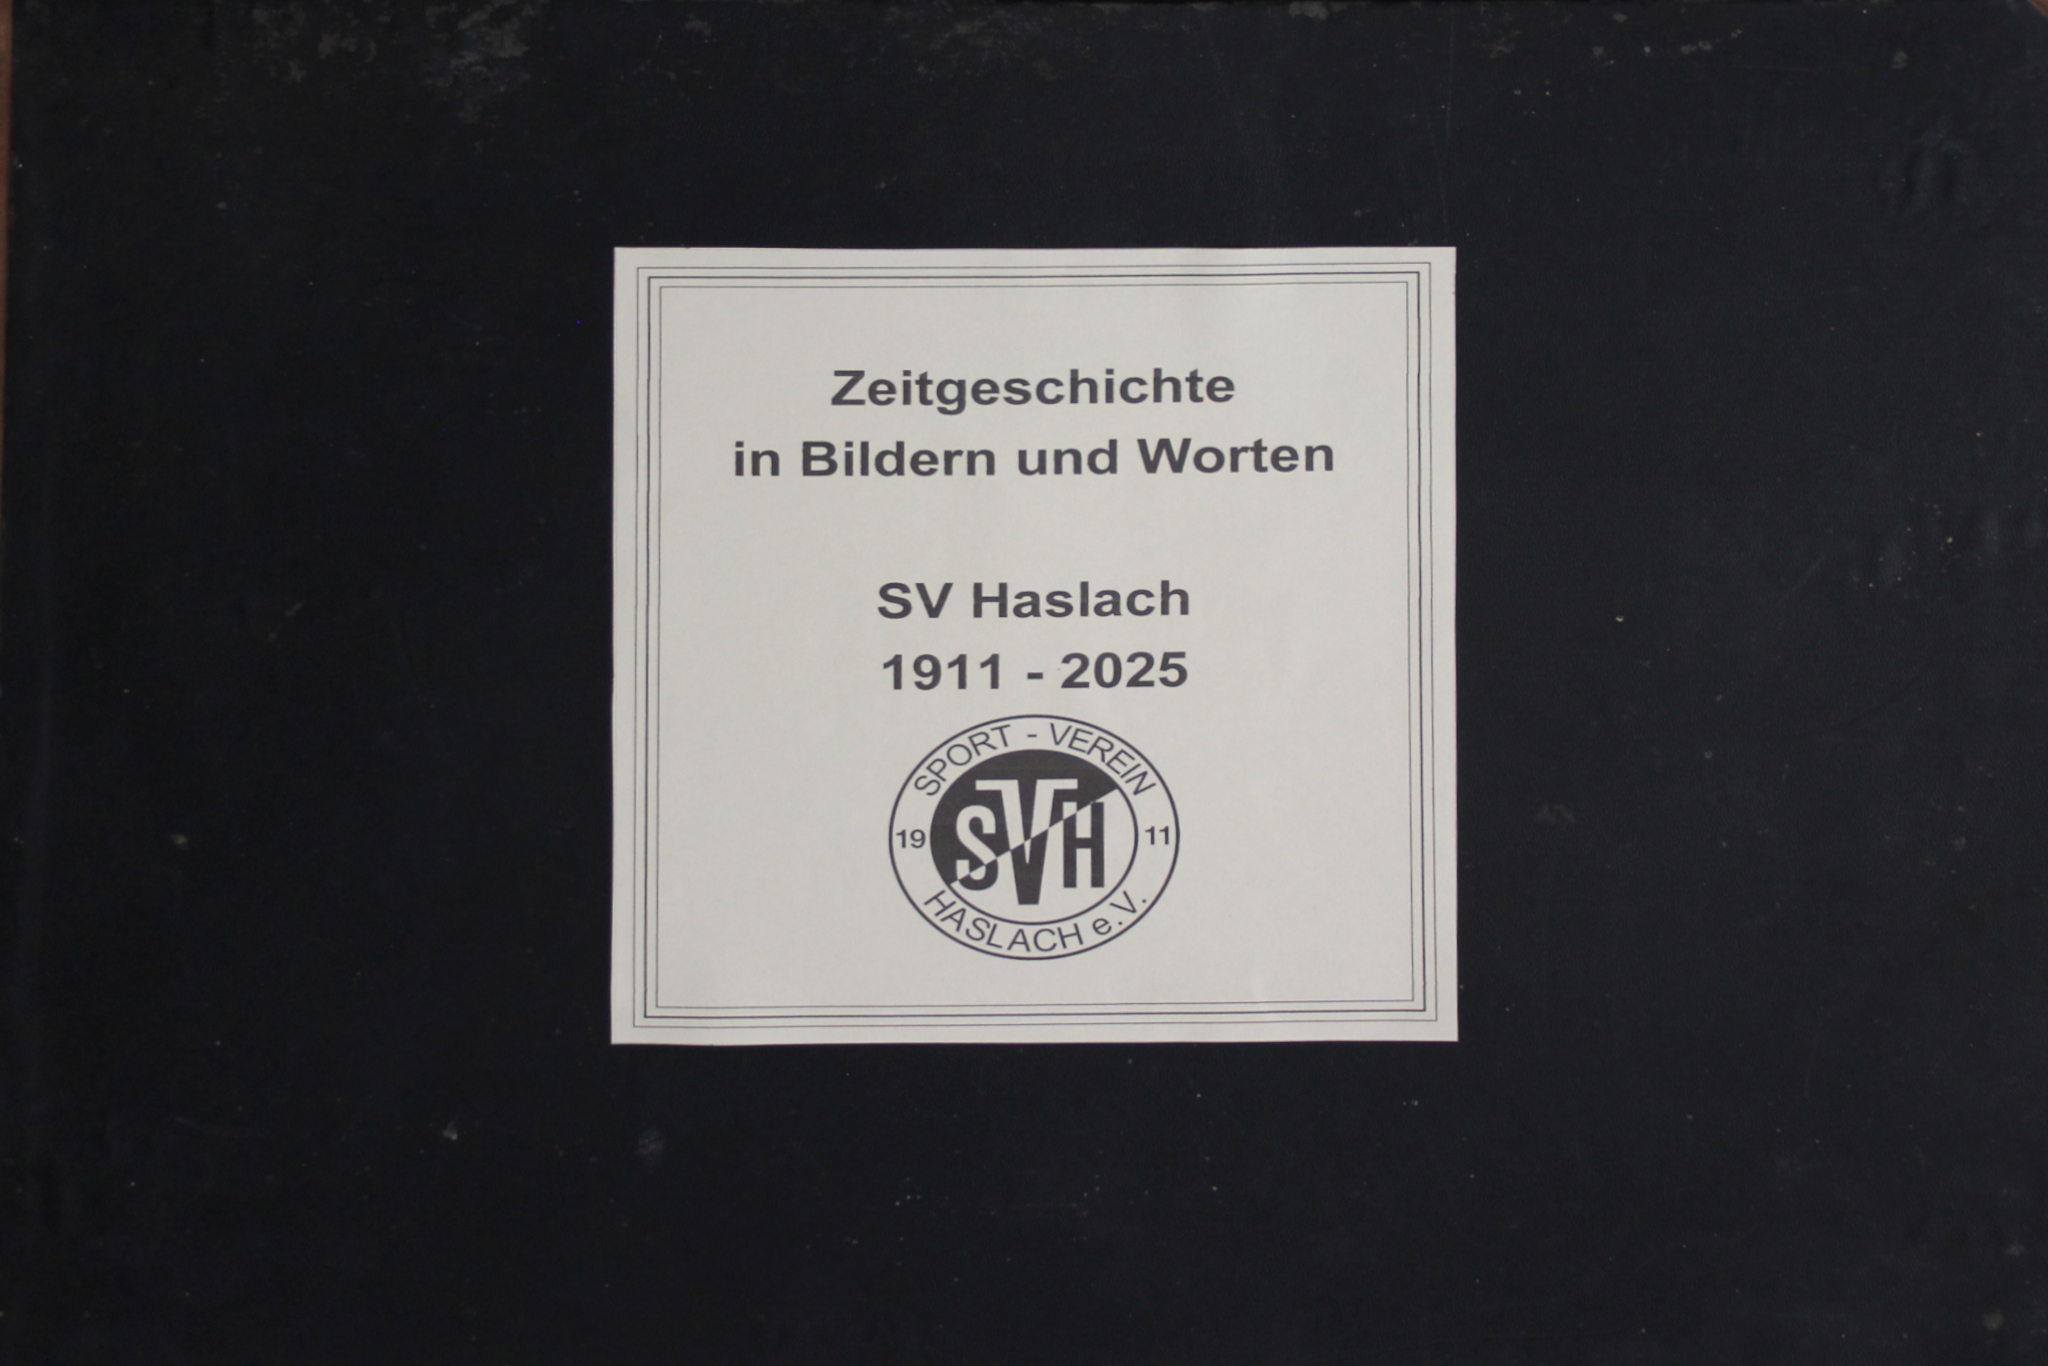 Zeitgeschichte
in Bildern und Worten
SV Haslach
1911 - 2025
SPORT - VEREIN
19 SVH 11
HASLACH e.V.